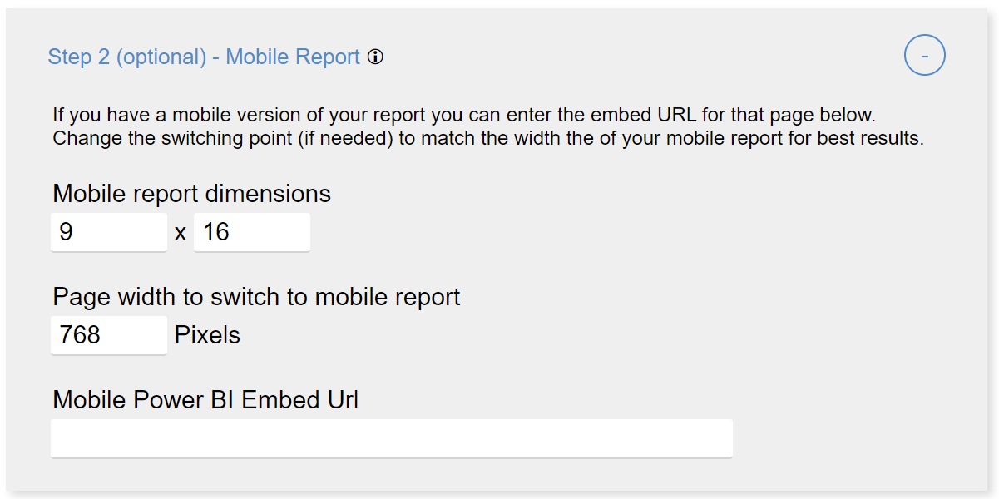 Step 2 (optional) - Mobile Report ⓘ
-
If you have a mobile version of your report you can enter the embed URL for that page below.
Change the switching point (if needed) to match the width the of your mobile report for best results.
Mobile report dimensions
9 x 16
Page width to switch to mobile report
768 Pixels
Mobile Power BI Embed Url